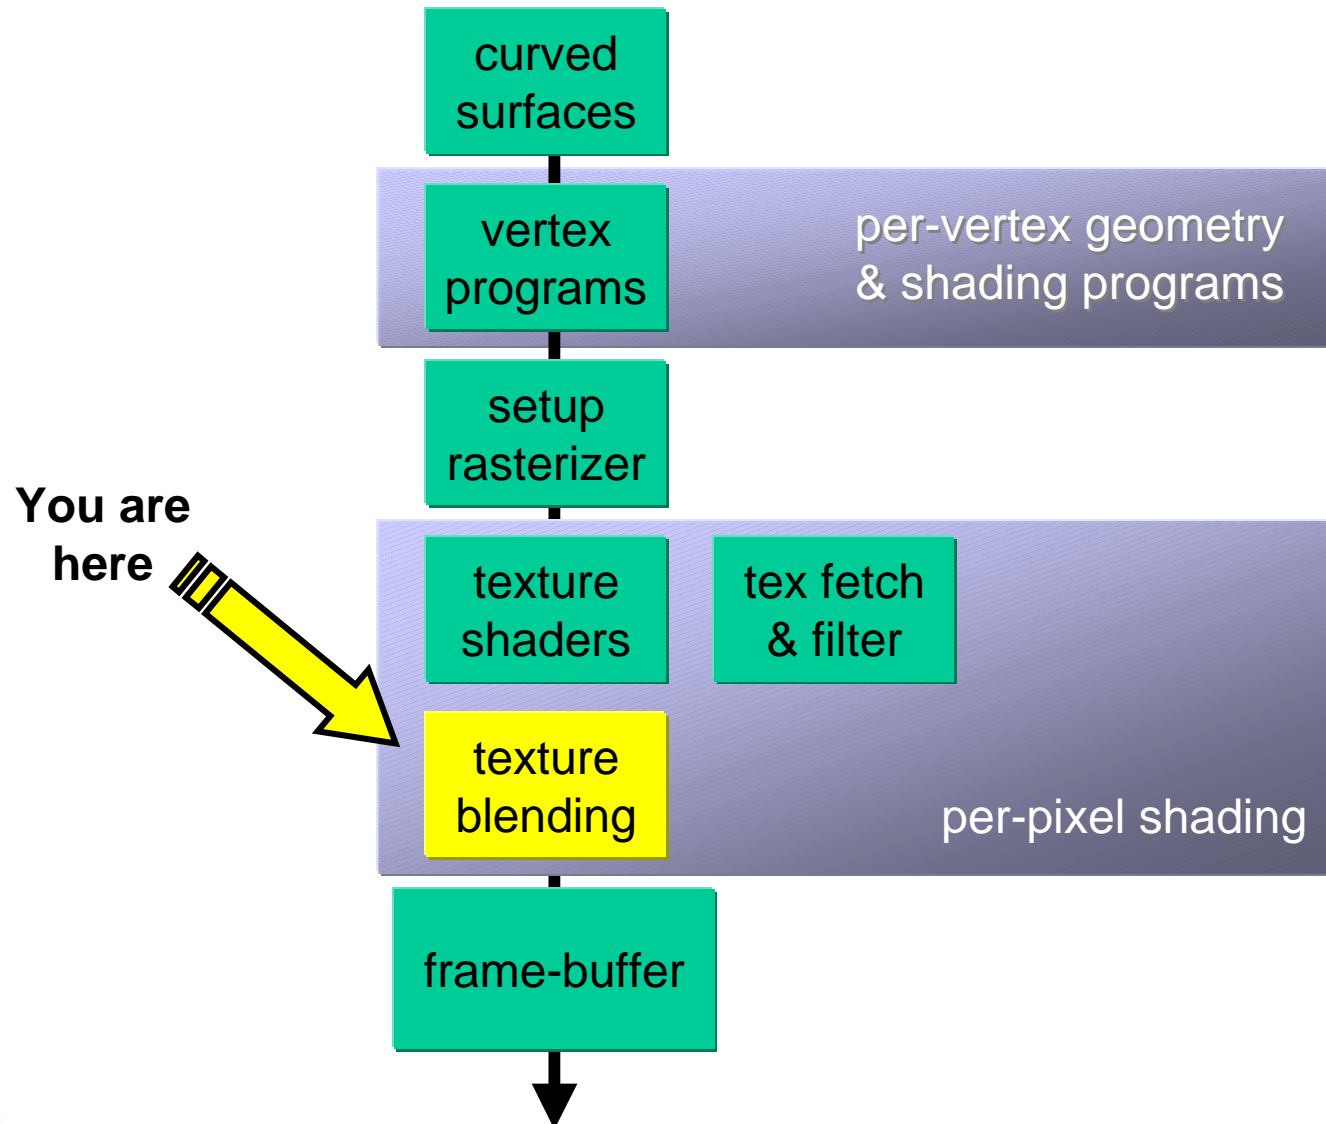 curved
surfaces
vertex
programs
per-vertex geometry
& shading programs
setup
rasterizer
You are
here
texture
shaders
tex fetch
& filter
texture
blending
per-pixel shading
frame-buffer